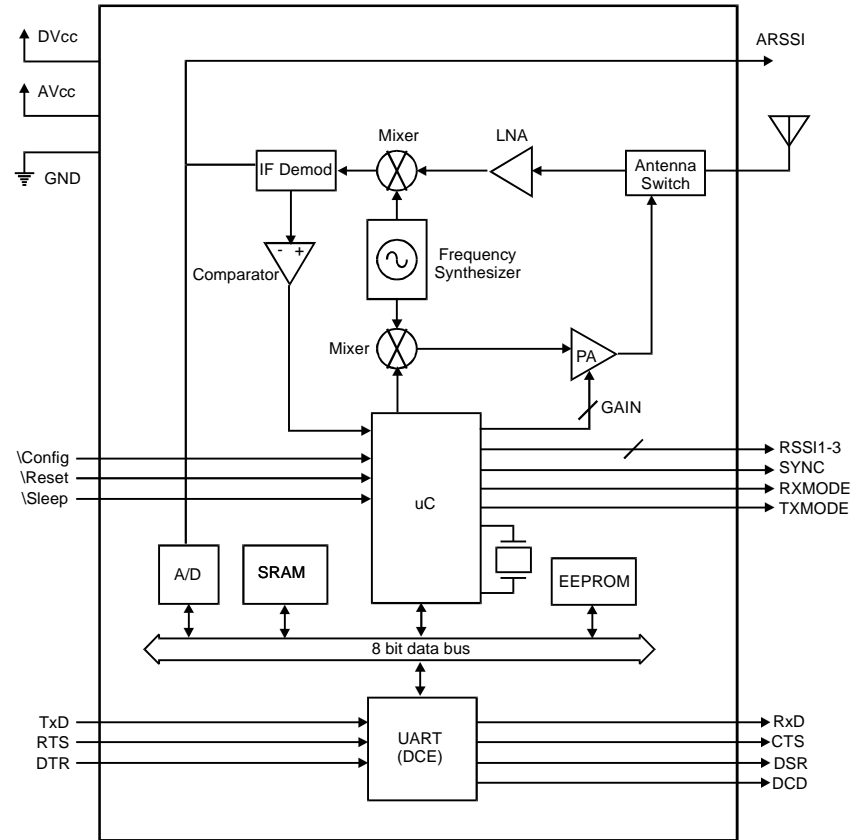 DVcc
ARSSI
AVcc
Mixer
LNA
GND
IF Demod
Antenna
Switch
- +
Comparator
Frequency
Synthesizer
Mixer
PA
GAIN
\Config
\Reset
\Sleep
uC
RSSI1-3
SYNC
RXMODE
TXMODE
A/D
SRAM
EEPROM
8 bit data bus
TxD
RTS
DTR
UART
(DCE)
RxD
CTS
DSR
DCD